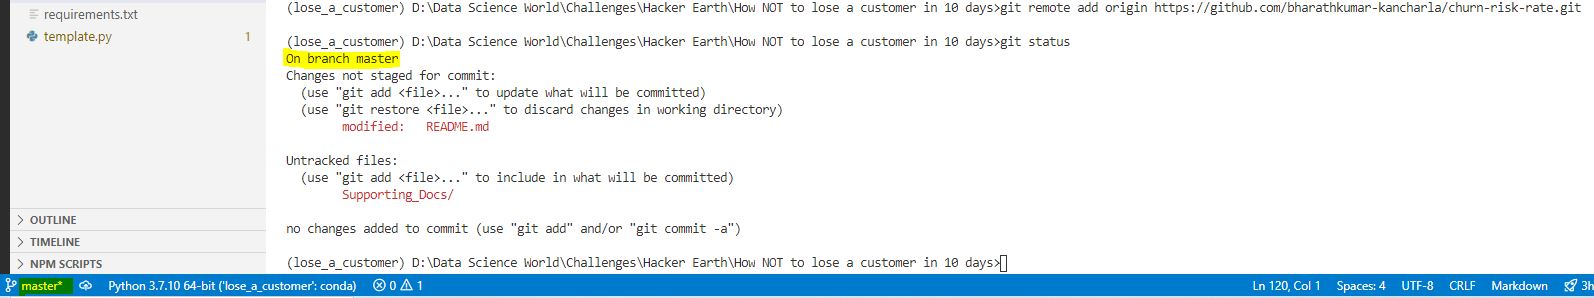 requirements.txt
template.py 1
OUTLINE
TIMELINE
NPM SCRIPTS
(lose_a_customer) D:\Data Science World\Challenges\Hacker Earth\How NOT to lose a customer in 10 days>git remote add origin https://github.com/bharathkumar-kancharla/churn-risk-rate.git
(lose_a_customer) D:\Data Science World\Challenges\Hacker Earth\How NOT to lose a customer in 10 days>git status
On branch master
Changes not staged for commit:
(use "git add <file>..." to update what will be committed)
(use "git restore <file>..." to discard changes in working directory)
modified: README.md
Untracked files:
(use "git add <file>..." to include in what will be committed)
Supporting_Docs/
no changes added to commit (use "git add" and/or "git commit -a")
(lose_a_customer) D:\Data Science World\Challenges\Hacker Earth\How NOT to lose a customer in 10 days>
master* Python 3.7.10 64-bit ('lose_a_customer': conda) 0 1 Ln 120, Col 1 Spaces: 4 UTF-8 CRLF Markdown